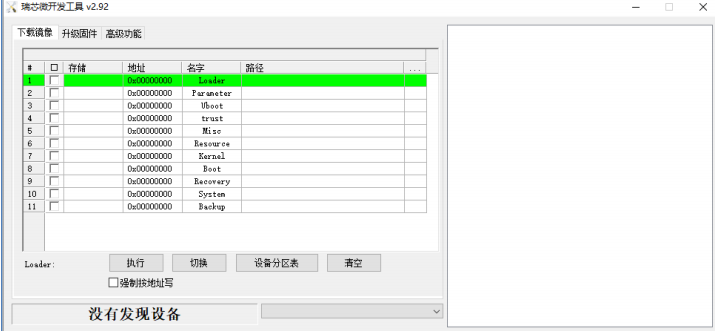 瑞芯微开发工具 v2.92
下载镜像 升级固件 高级功能
# 存储 地址 名字 路径 ...
1 0x00000000 Loader
2 0x00000000 Parameter
3 0x00000000 Uboot
4 0x00000000 trust
5 0x00000000 Misc
6 0x00000000 Resource
7 0x00000000 Kernel
8 0x00000000 Boot
9 0x00000000 Recovery
10 0x00000000 System
11 0x00000000 Backup
Loader: 执行 切换 设备分区表 清空
强制按地址写
没有发现设备